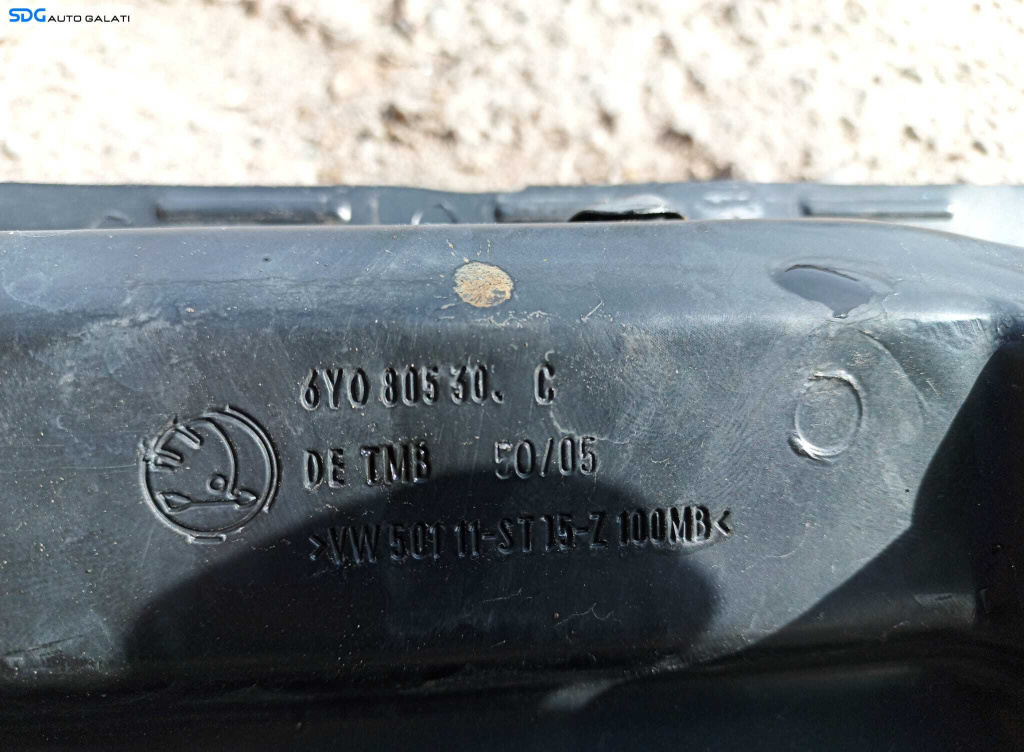 SDG AUTO GALATI
6Y0 805 30. C
DE TMB 50/05
>VW 501 11-ST 15-Z 100MB<